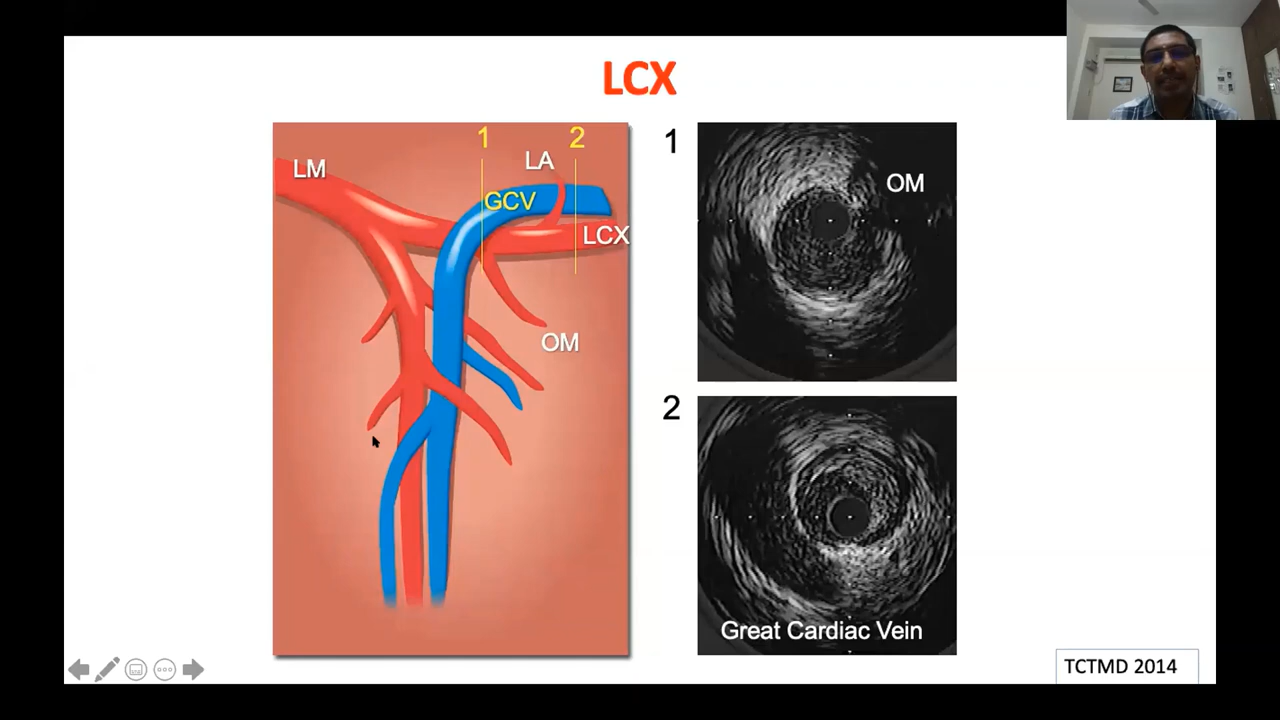 LCX
1
2
LM
LA
GCV
LCX
OM
1
OM
2
Great Cardiac Vein
TCTMD 2014